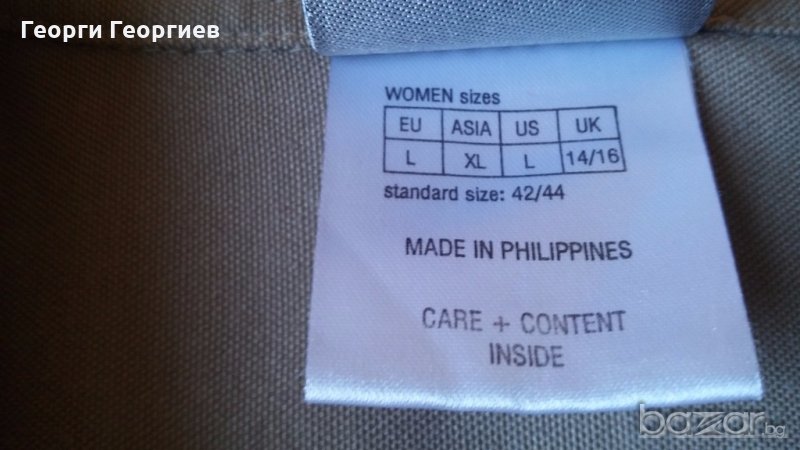 Георги Георгиев
WOMEN sizes
EU ASIA US UK
L XL L 14/16
standard size: 42/44
MADE IN PHILIPPINES
CARE + CONTENT
INSIDE
bazar.bg